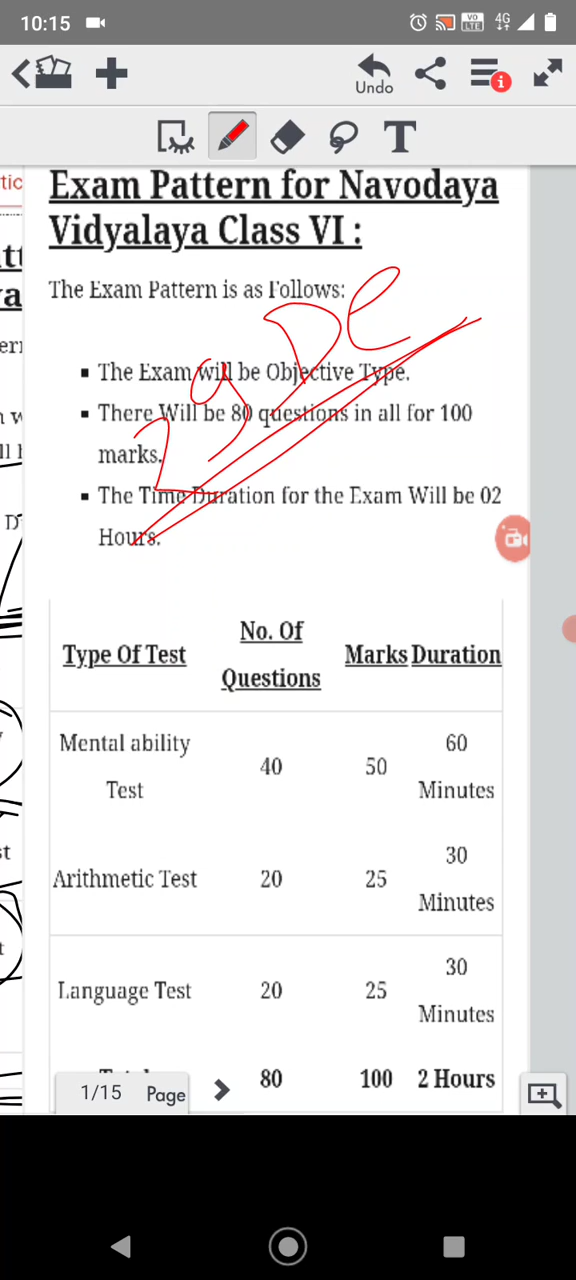 10:15
Vo
LTE
4G
Undo
tic
Exam Pattern for Navodaya
Vidyalaya Class VI :
The Exam Pattern is as Follows:
▪ The Exam will be Objective Type.
▪ There Will be 80 questions in all for 100
marks.
▪ The Time Duration for the Exam Will be 02
Hours.
Type Of Test No. Of Questions Marks Duration
Mental ability Test 40 50 60 Minutes
Arithmetic Test 20 25 30 Minutes
Language Test 20 25 30 Minutes
80 100 2 Hours
1/15 Page